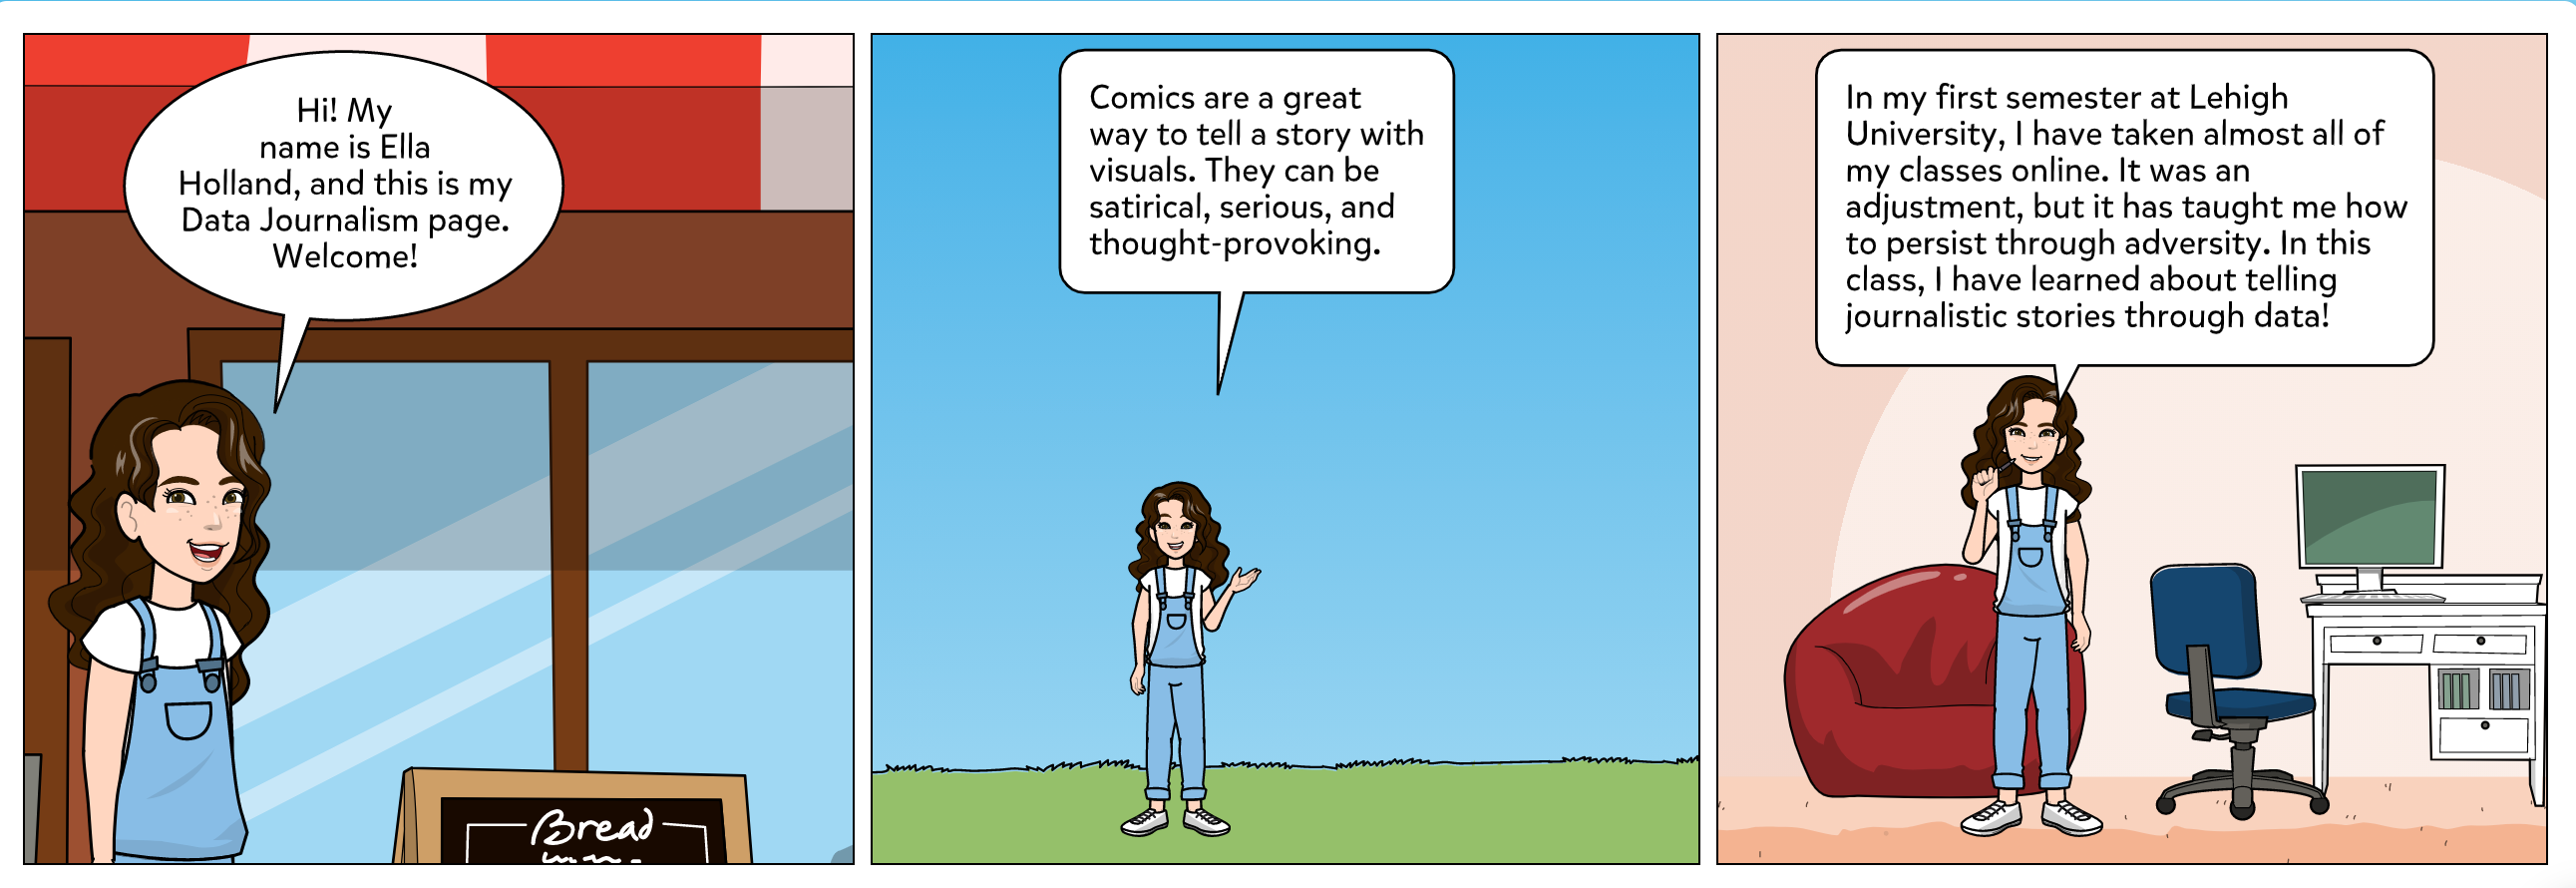 Hi! My
name is Ella
Holland, and this is my
Data Journalism page.
Welcome!
Comics are a great
way to tell a story with
visuals. They can be
satirical, serious, and
thought-provoking.
In my first semester at Lehigh
University, I have taken almost all of
my classes online. It was an
adjustment, but it has taught me how
to persist through adversity. In this
class, I have learned about telling
journalistic stories through data!
Bread